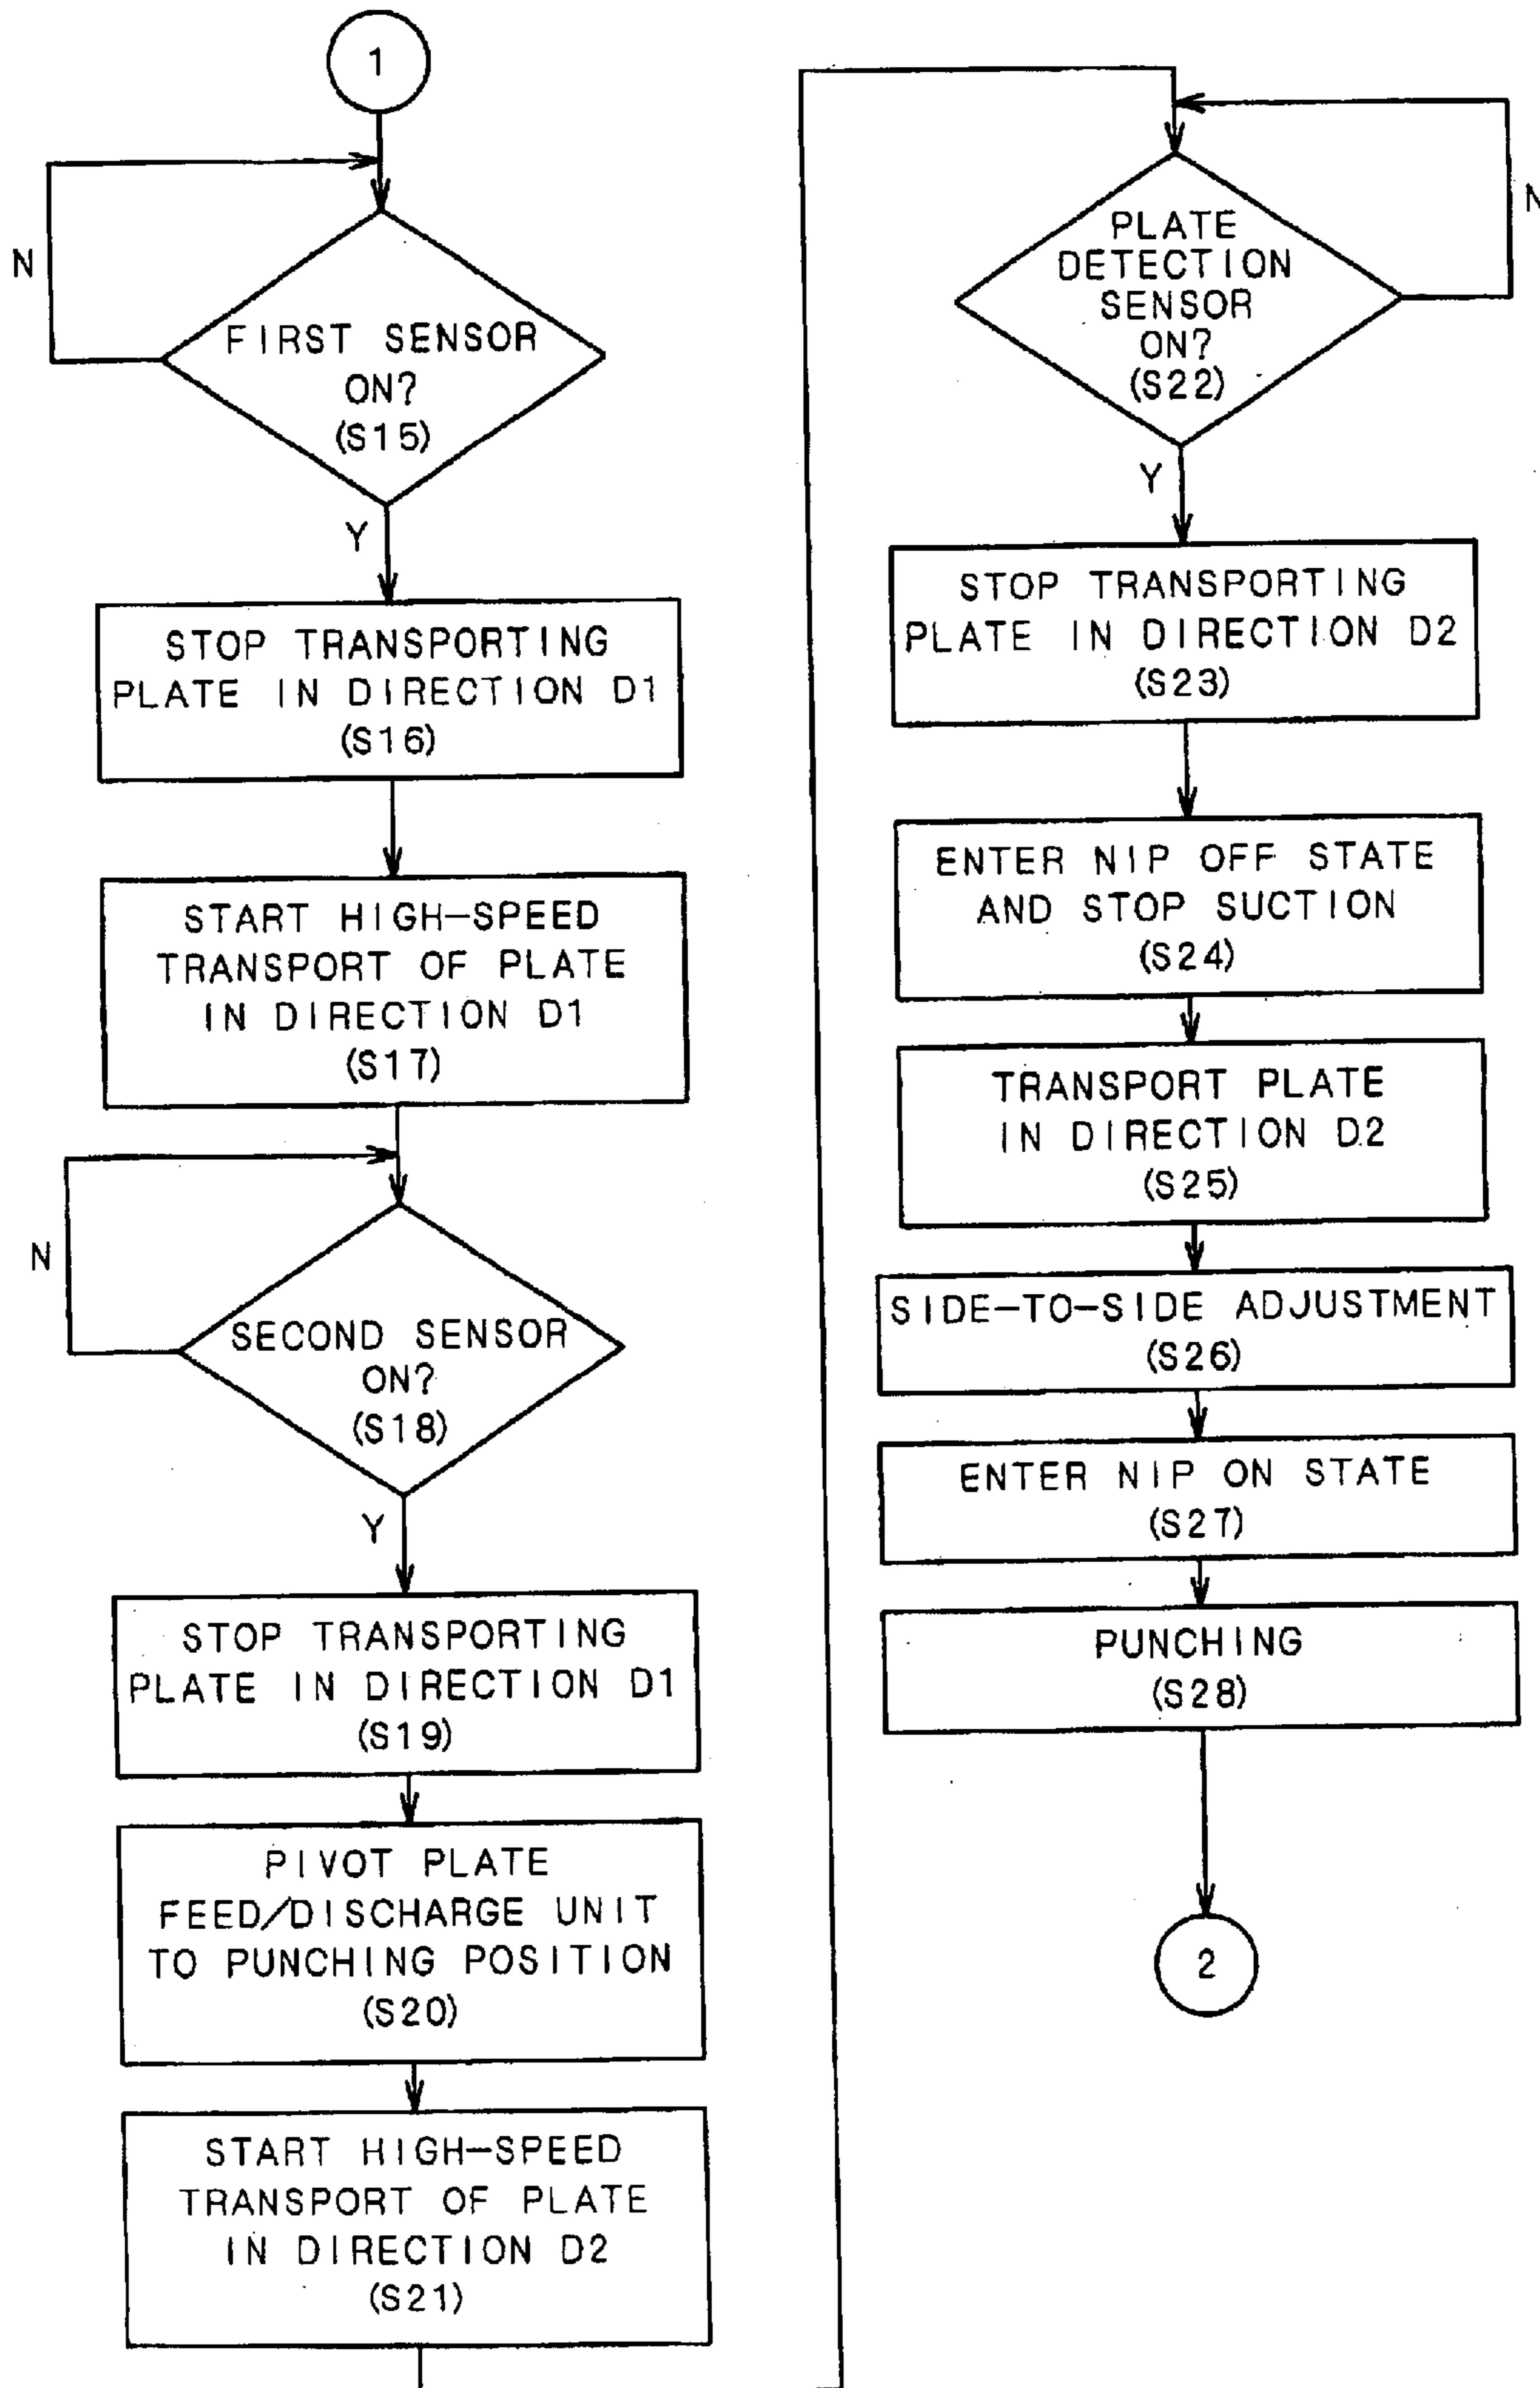 1
N
FIRST SENSOR
ON?
(S15)
Y
STOP TRANSPORTING
PLATE IN DIRECTION D1
(S16)
START HIGH-SPEED
TRANSPORT OF PLATE
IN DIRECTION D1
(S17)
N
SECOND SENSOR
ON?
(S18)
Y
STOP TRANSPORTING
PLATE IN DIRECTION D1
(S19)
PIVOT PLATE
FEED/DISCHARGE UNIT
TO PUNCHING POSITION
(S20)
START HIGH-SPEED
TRANSPORT OF PLATE
IN DIRECTION D2
(S21)
N
PLATE
DETECTION
SENSOR
ON?
(S22)
Y
STOP TRANSPORTING
PLATE IN DIRECTION D2
(S23)
ENTER NIP OFF STATE
AND STOP SUCTION
(S24)
TRANSPORT PLATE
IN DIRECTION D2
(S25)
SIDE-TO-SIDE ADJUSTMENT
(S26)
ENTER NIP ON STATE
(S27)
PUNCHING
(S28)
2